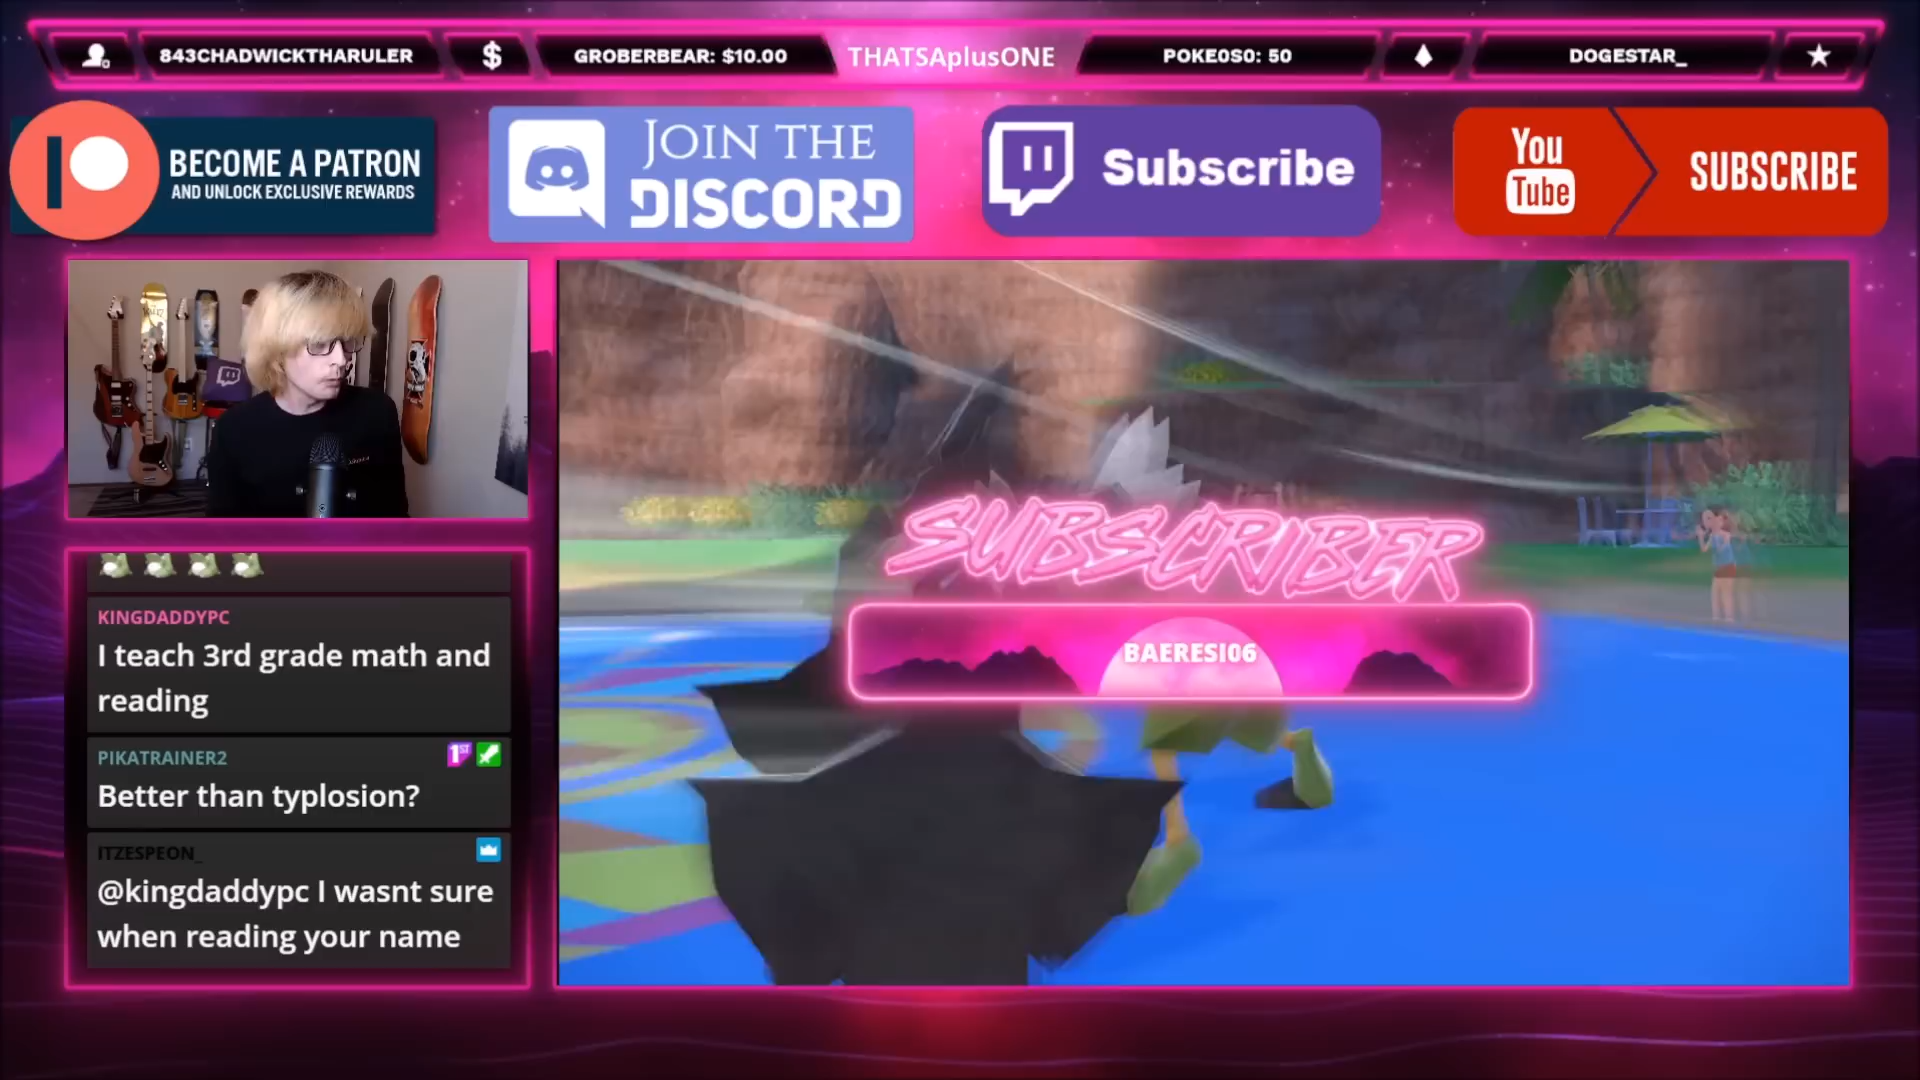 843CHADWICKTHARULER
$
GROBERBEAR: $10.00
THATSAplusONE
POKE0S0: 50
DOGESTAR_
BECOME A PATRON
AND UNLOCK EXCLUSIVE REWARDS
JOIN THE
DISCORD
Subscribe
You
Tube
SUBSCRIBE
SUBSCRIBER
BAERESI06
KINGDADDYPC
I teach 3rd grade math and
reading
PIKATRAINER2
1ST
Better than typlosion?
ITZESPEON_
@kingdaddypc I wasnt sure
when reading your name